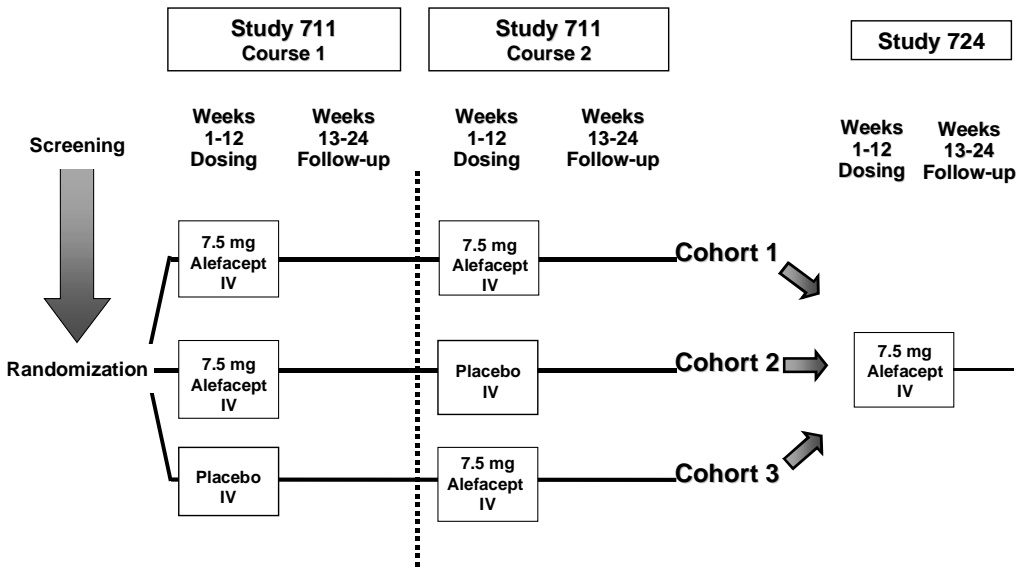 Study 711
Course 1
Study 711
Course 2
Study 724
Screening
Weeks
1-12
Dosing
Weeks
13-24
Follow-up
Weeks
1-12
Dosing
Weeks
13-24
Follow-up
Weeks
1-12
Dosing
Weeks
13-24
Follow-up
7.5 mg
Alefacept
IV
7.5 mg
Alefacept
IV
Cohort 1
Randomization
7.5 mg
Alefacept
IV
Placebo
IV
Cohort 2
7.5 mg
Alefacept
IV
Placebo
IV
7.5 mg
Alefacept
IV
Cohort 3